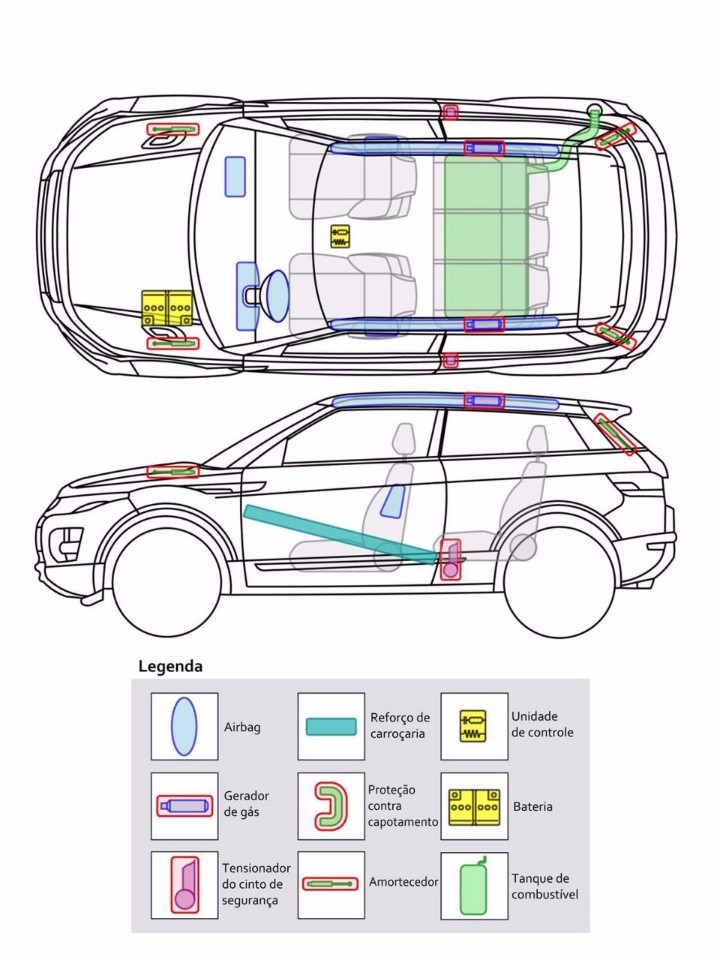 Legenda
Airbag
Reforço de
carroçaria
Unidade
de controle
Gerador
de gás
Proteção
contra
capotamento
Bateria
Tensionador
do cinto de
segurança
Amortecedor
Tanque de
combustível